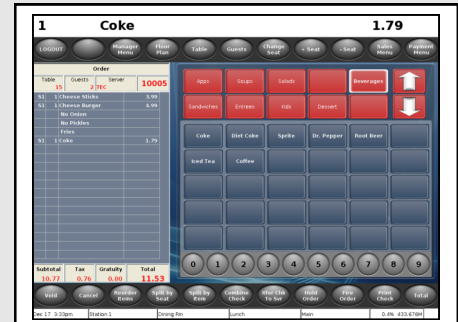 1 Coke 1.79
LOGOUT Manager Menu Floor Plan Table Guests Change Seat + Seat - Seat Sales Menu Payment Menu
Order
Table 15 Guests 2 Server TEC 10005
S1 1 Cheese Sticks 3.99
S1 1 Cheese Burger 4.99
No Onion
No Pickles
Fries
S1 1 Coke 1.79
Apps Soups Salads Beverages
Sandwiches Entrees Kids Dessert
Coke Diet Coke Sprite Dr. Pepper Root Beer
Iced Tea Coffee
0 1 2 3 4 5 6 7 8 9
Subtotal Tax Gratuity Total
10.77 0.76 0.00 11.53
Void Cancel Reorder Items Split by Seat Split by Item Combine Check Xfer Chk To Svr Hold Order Fire Order Print Check Total
Dec 17 3:33pm Station 1 Dining Rm Lunch Main 0.4% 433.678M